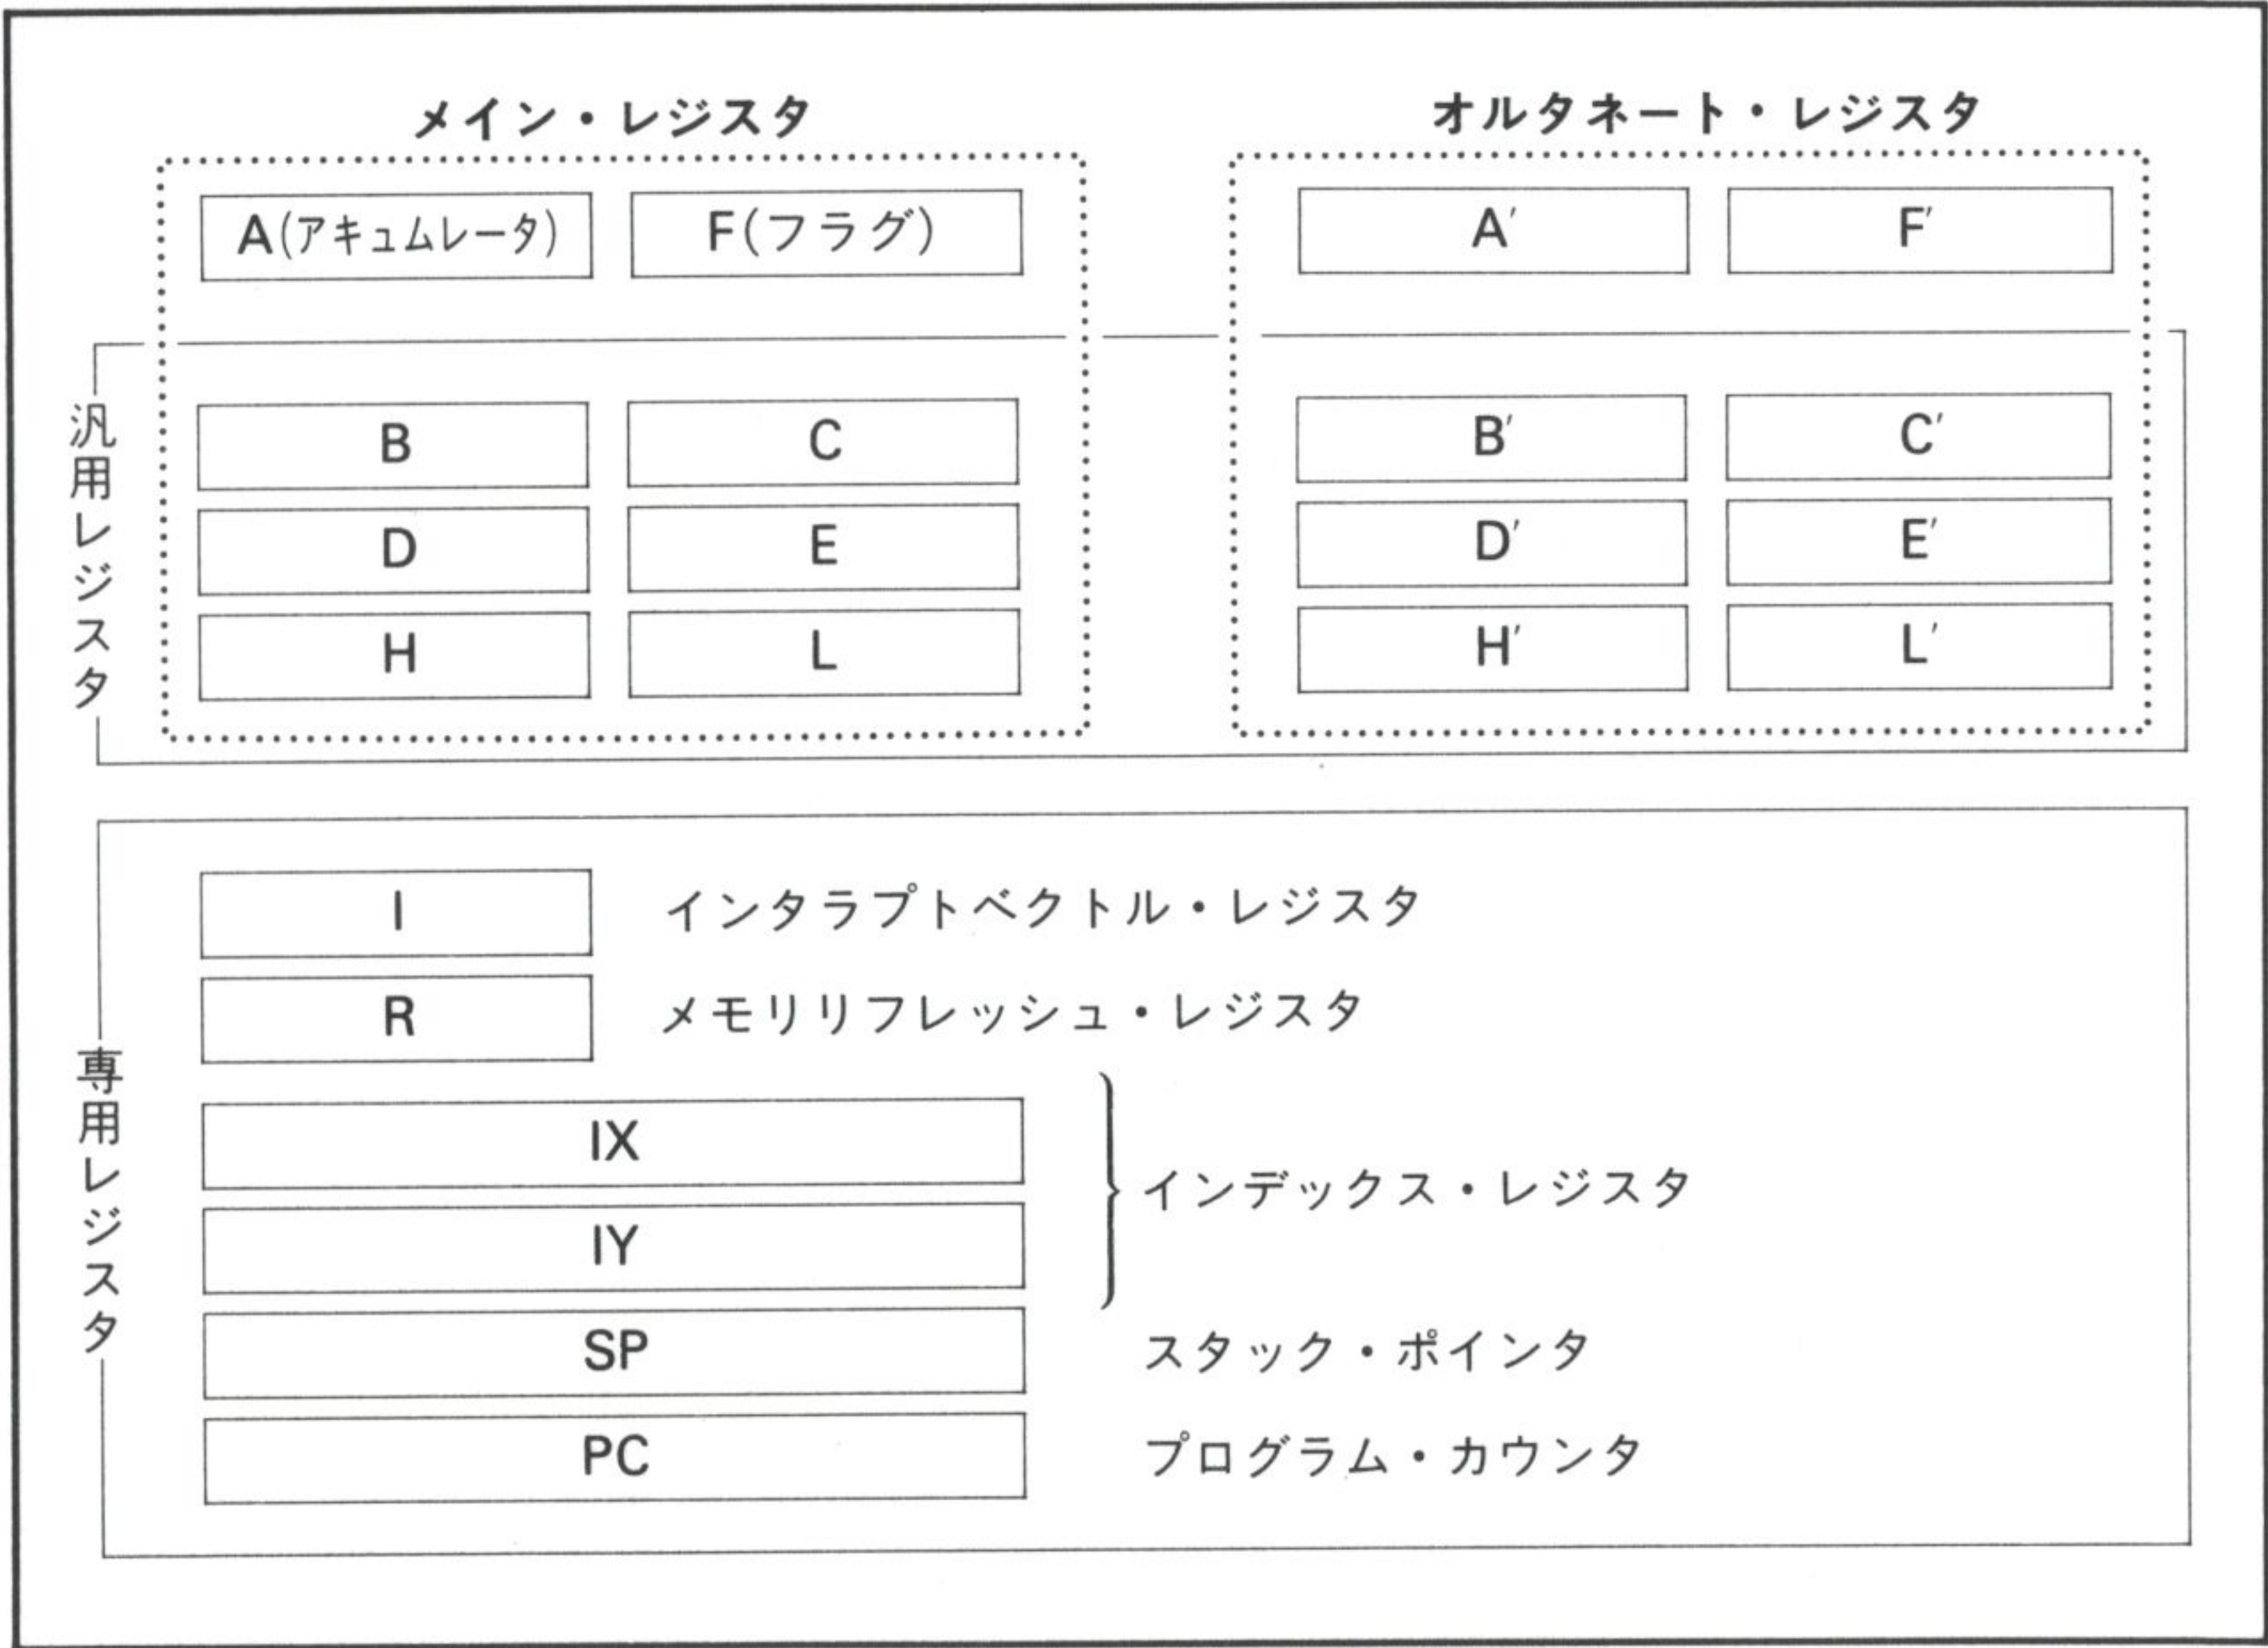 メイン・レジスタ
オルタネート・レジスタ
A(アキュムレータ) F(フラグ)
A′ F′
汎用レジスタ
B C
B′ C′
D E
D′ E′
H L
H′ L′
専用レジスタ
I インタラプトベクトル・レジスタ
R メモリリフレッシュ・レジスタ
IX
IY
インデックス・レジスタ
SP スタック・ポインタ
PC プログラム・カウンタ